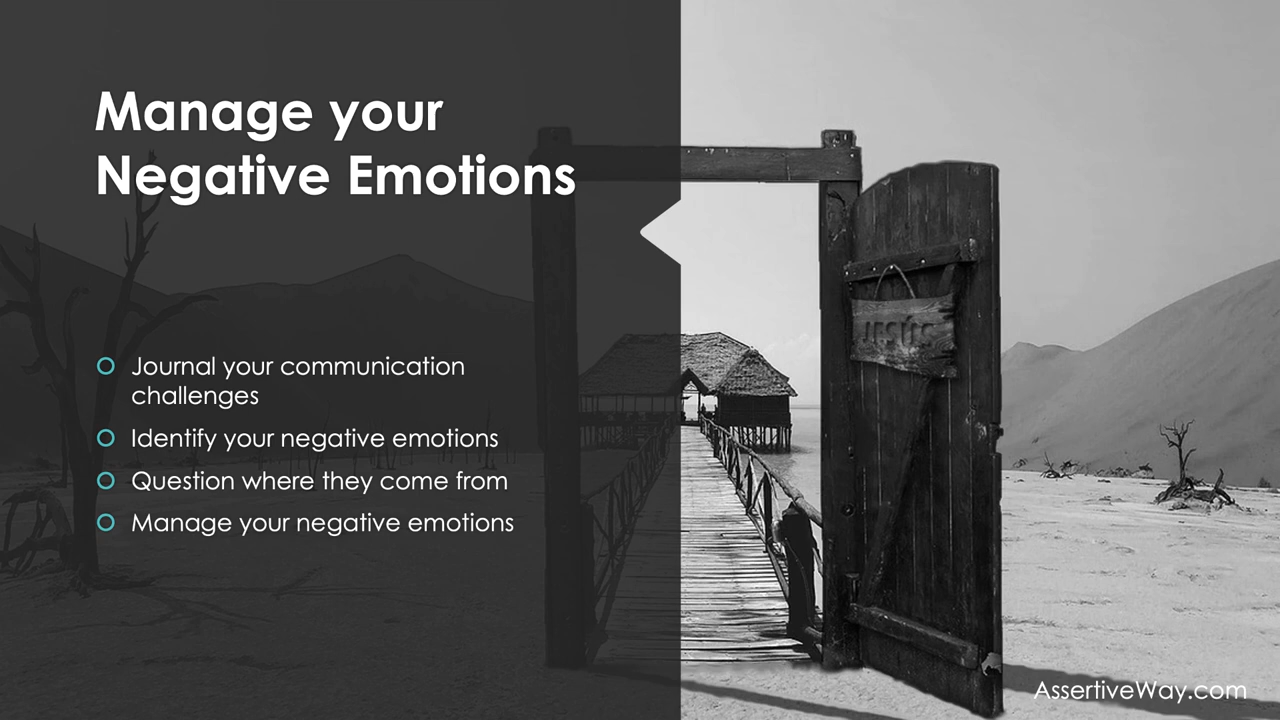 Manage your
Negative Emotions
Journal your communication
challenges
Identify your negative emotions
Question where they come from
Manage your negative emotions
JESÚS
AssertiveWay.com